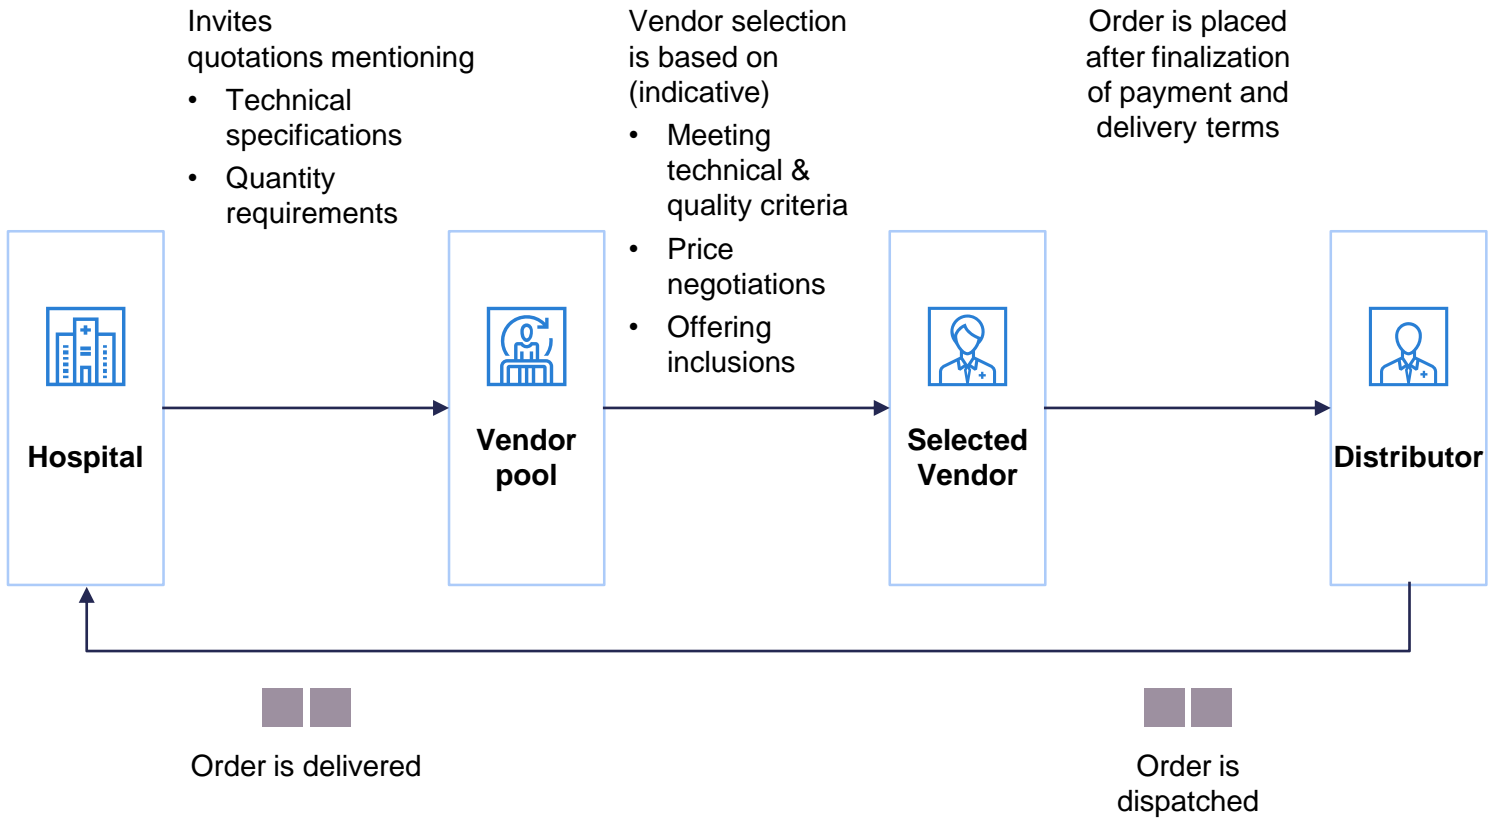 Invites
quotations mentioning
• Technical
specifications
• Quantity
requirements
Vendor selection
is based on
(indicative)
• Meeting
technical &
quality criteria
• Price
negotiations
• Offering
inclusions
Order is placed
after finalization
of payment and
delivery terms
Hospital
Vendor
pool
Selected
Vendor
Distributor
Order is delivered
Order is
dispatched